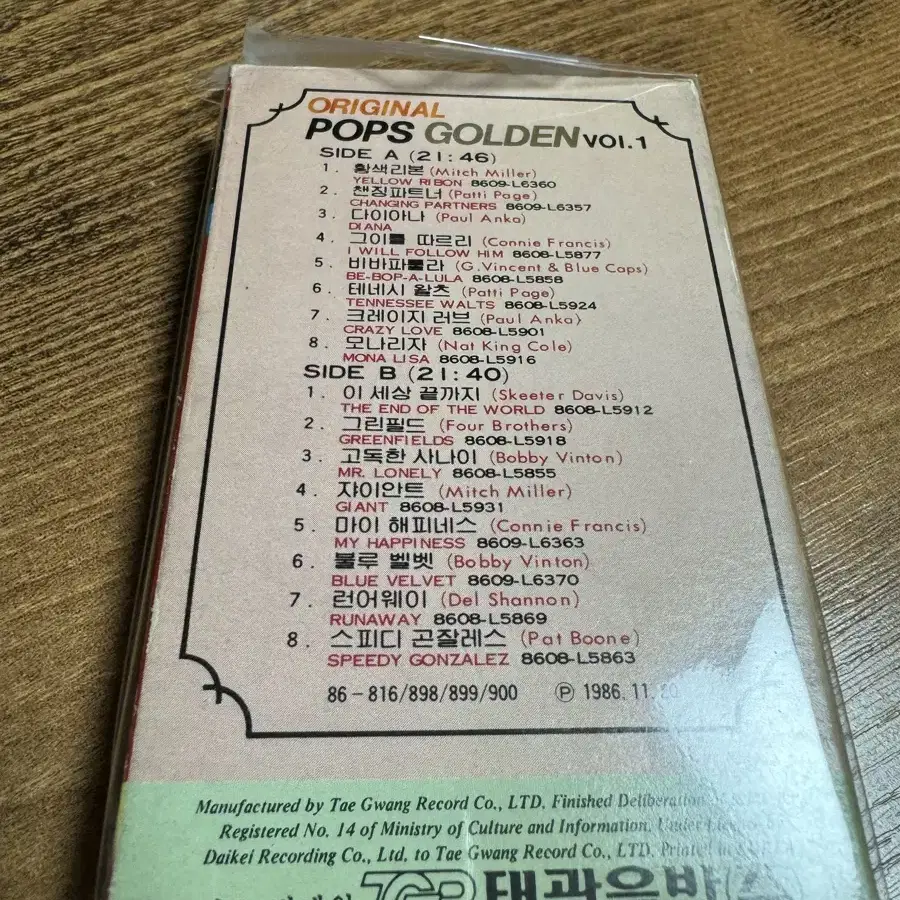 ORIGINAL
POPS GOLDEN VOl.1
SIDE A (21:46)
1. 황색리본 (Mitch Miller)
YELLOW RIBON 8609-L6360
2. 챈징파트너 (Patti Page)
CHANGING PARTNERS 8609-L6357
3. 다이아나 (Paul Anka)
DIANA
4. 그이를 따르리 (Connie Francis)
I WILL FOLLOW HIM 8608-L5877
5. 비바파룰라 (G.Vincent & Blue Caps)
BE-BOP-A-LULA 8608-L5858
6. 테네시 왈츠 (Patti Page)
TENNESSEE WALTS 8608-L5924
7. 크레이지 러브 (Paul Anka)
CRAZY LOVE 8608-L5901
8. 모나리자 (Nat King Cole)
MONA LISA 8608-L5916
SIDE B (21:40)
1. 이 세상 끝까지 (Skeeter Davis)
THE END OF THE WORLD 8608-L5912
2. 그린필드 (Four Brothers)
GREENFIELDS 8608-L5918
3. 고독한 사나이 (Bobby Vinton)
MR. LONELY 8608-L5855
4. 쟈이안트 (Mitch Miller)
GIANT 8608-L5931
5. 마이 해피네스 (Connie Francis)
MY HAPPINESS 8609-L6363
6. 불루 벨벳 (Bobby Vinton)
BLUE VELVET 8609-L6370
7. 런어웨이 (Del Shannon)
RUNAWAY 8608-L5869
8. 스피디 곤잘레스 (Pat Boone)
SPEEDY GONZALEZ 8608-L5863
86-816/898/899/900 ℗ 1986. 11.
Manufactured by Tae Gwang Record Co., LTD. Finished Deliberation
Registered No. 14 of Ministry of Culture and Information, Under
Daikei Recording Co., Ltd. to Tae Gwang Record Co., LTD. Printed in
TGR 태광음반